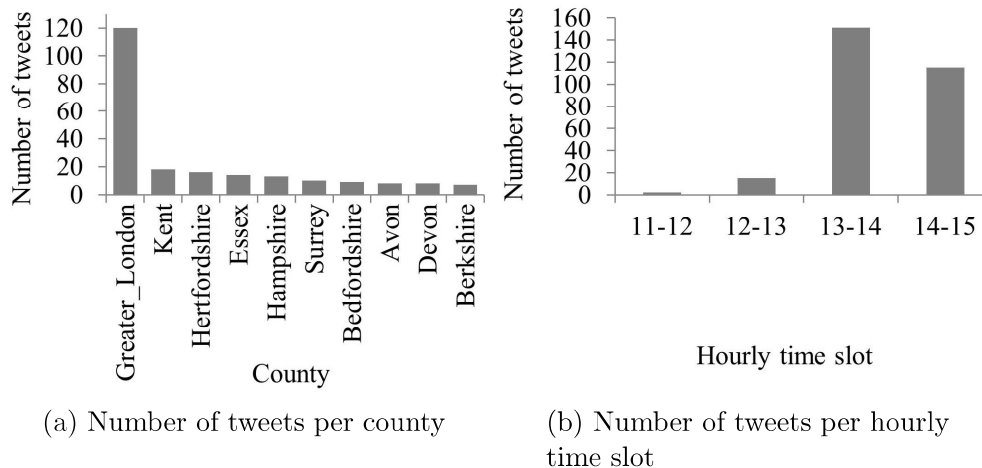 Number of tweets
120
100
80
60
40
20
0
Greater_London
Kent
Hertfordshire
Essex
Hampshire
Surrey
Bedfordshire
Avon
Devon
Berkshire
County
(a) Number of tweets per county
Number of tweets
160
140
120
100
80
60
40
20
0
11-12 12-13 13-14 14-15
Hourly time slot
(b) Number of tweets per hourly
time slot